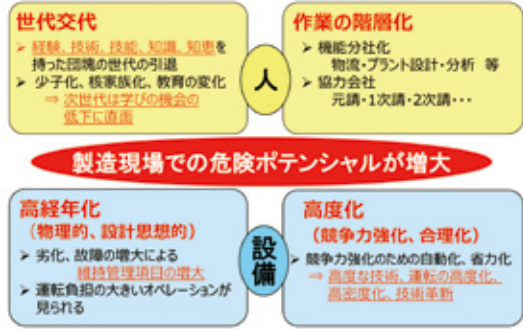 世代交代
➢ 経験、技術、技能、知識、知恵を
持った団塊の世代の引退
➢ 少子化、核家族化、教育の変化
⇒ 次世代は学びの機会の
低下に直面
人
作業の階層化
➢ 機能分社化
物流・プラント設計・分析 等
➢ 協力会社
元請・1次請・2次請・・・
製造現場での危険ポテンシャルが増大
高経年化
（物理的、設計思想的）
➢ 劣化、故障の増大による
維持管理項目の増大
➢ 運転負担の大きいオペレーションが
見られる
設備
高度化
（競争力強化、合理化）
➢ 競争力強化のための自動化、省力化
⇒ 高度な技術、運転の高度化、
高密度化、技術革新